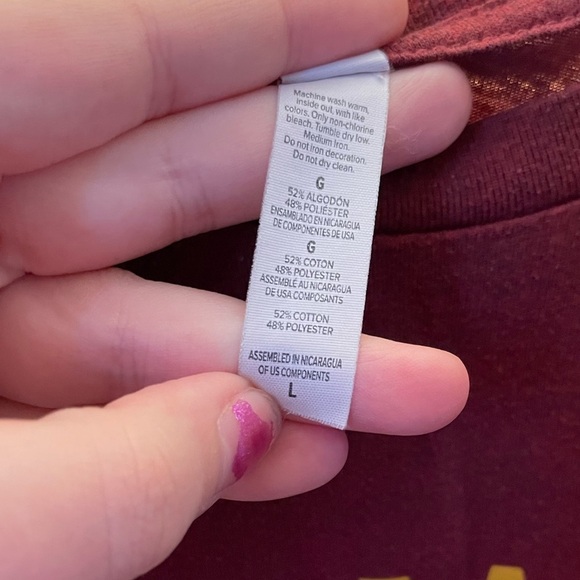 Machine wash warm,
inside out, with like
colors. Only non-chlorine
bleach. Tumble dry low.
Medium Iron.
Do not iron decoration.
Do not dry clean.
G
52% ALGODÓN
48% POLIÉSTER
ENSAMBLADO EN NICARAGUA
DE COMPONENTES DE USA
G
52% COTON
48% POLYESTER
ASSEMBLÉ AU NICARAGUA
DE USA COMPOSANTS
52% COTTON
48% POLYESTER
ASSEMBLED IN NICARAGUA
OF US COMPONENTS
L